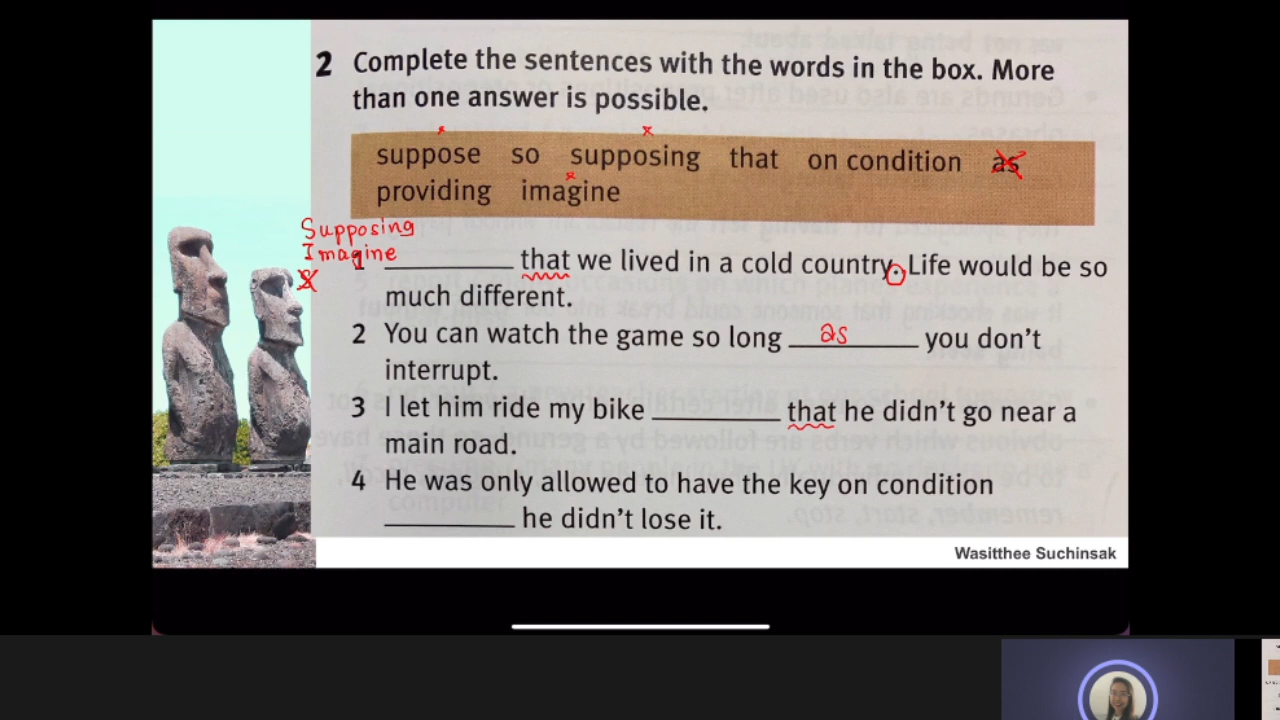 2 Complete the sentences with the words in the box. More
than one answer is possible.
suppose so supposing that on condition as
providing imagine
Supposing
Imagine
1 __________ that we lived in a cold country. Life would be so
much different.
2 You can watch the game so long as you don't
interrupt.
3 I let him ride my bike __________ that he didn't go near a
main road.
4 He was only allowed to have the key on condition
__________ he didn't lose it.
Wasitthee Suchinsak